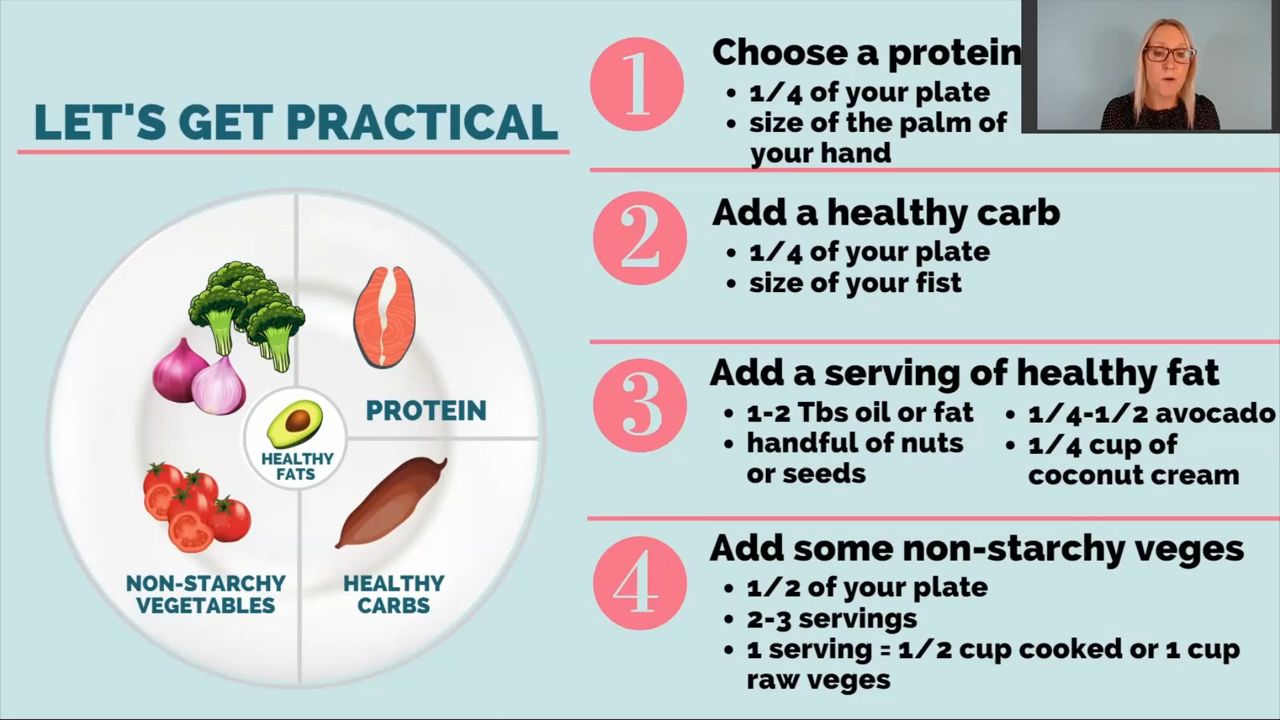 LET'S GET PRACTICAL
PROTEIN
HEALTHY
FATS
NON-STARCHY
VEGETABLES
HEALTHY
CARBS
1
Choose a protein
• 1/4 of your plate
• size of the palm of
your hand
2
Add a healthy carb
• 1/4 of your plate
• size of your fist
3
Add a serving of healthy fat
• 1-2 Tbs oil or fat
• handful of nuts
or seeds
• 1/4-1/2 avocado
• 1/4 cup of
coconut cream
4
Add some non-starchy veges
• 1/2 of your plate
• 2-3 servings
• 1 serving = 1/2 cup cooked or 1 cup
raw veges